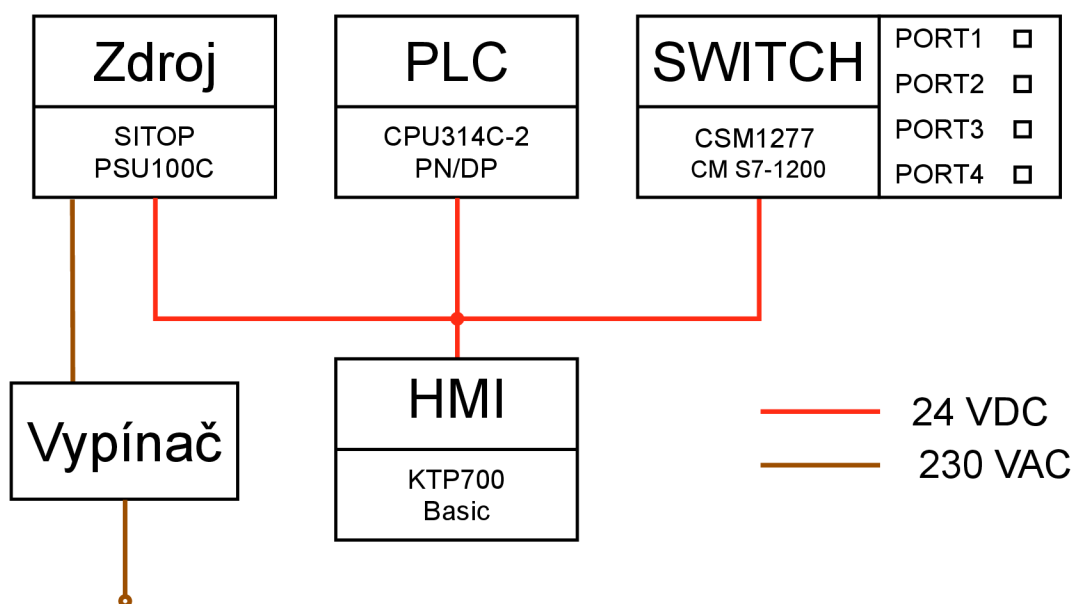 Zdroj
SITOP
PSU100C
PLC
CPU314C-2
PN/DP
SWITCH
CSM1277
CM S7-1200
PORT1
PORT2
PORT3
PORT4
HMI
KTP700
Basic
Vypínač
24 VDC
230 VAC